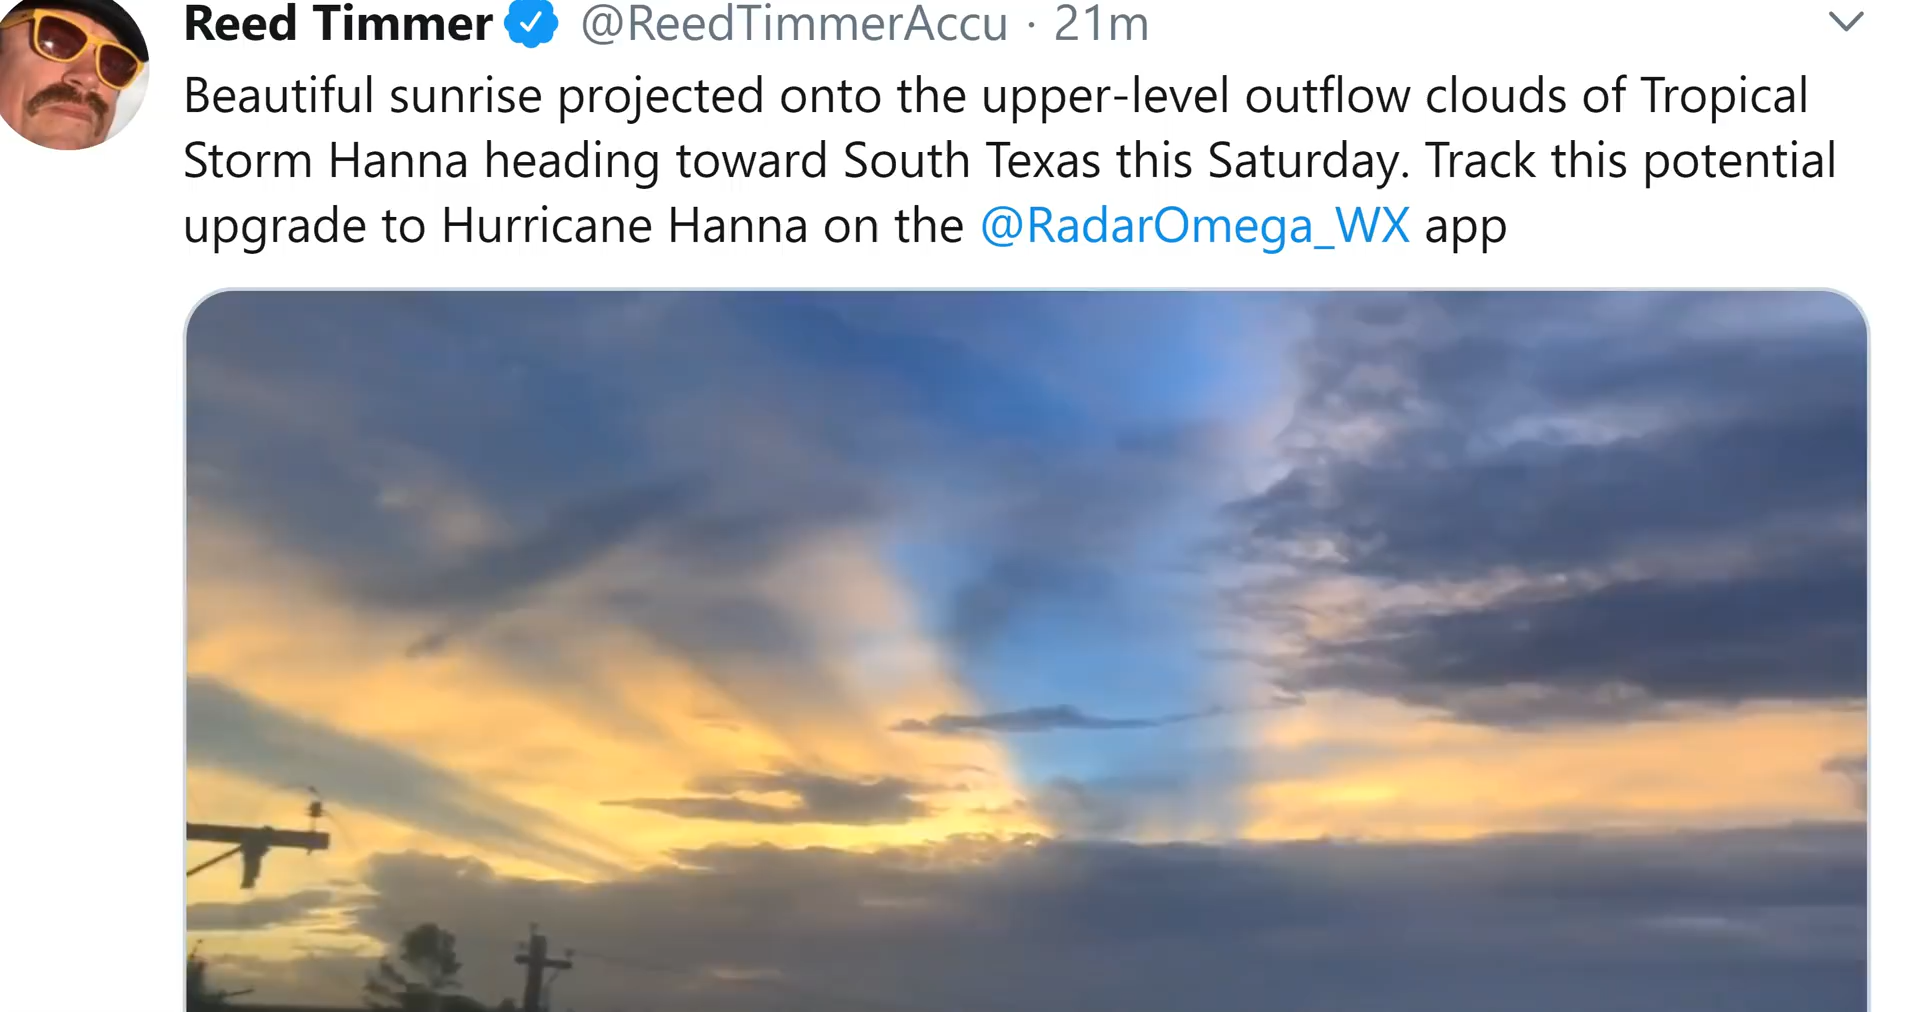 Reed Timmer @ReedTimmerAccu · 21m
Beautiful sunrise projected onto the upper-level outflow clouds of Tropical
Storm Hanna heading toward South Texas this Saturday. Track this potential
upgrade to Hurricane Hanna on the @RadarOmega_WX app